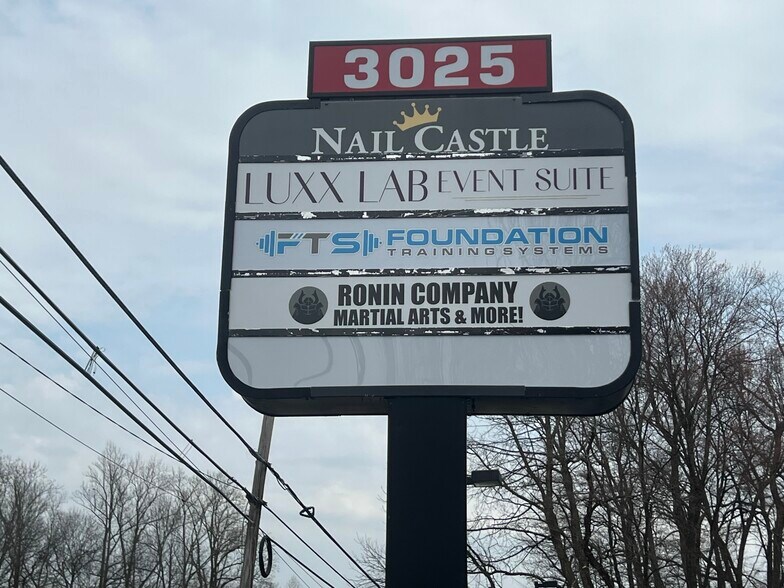 3025
NAIL CASTLE
LUXX LAB EVENT SUITE
FTS FOUNDATION
TRAINING SYSTEMS
RONIN COMPANY
MARTIAL ARTS & MORE!